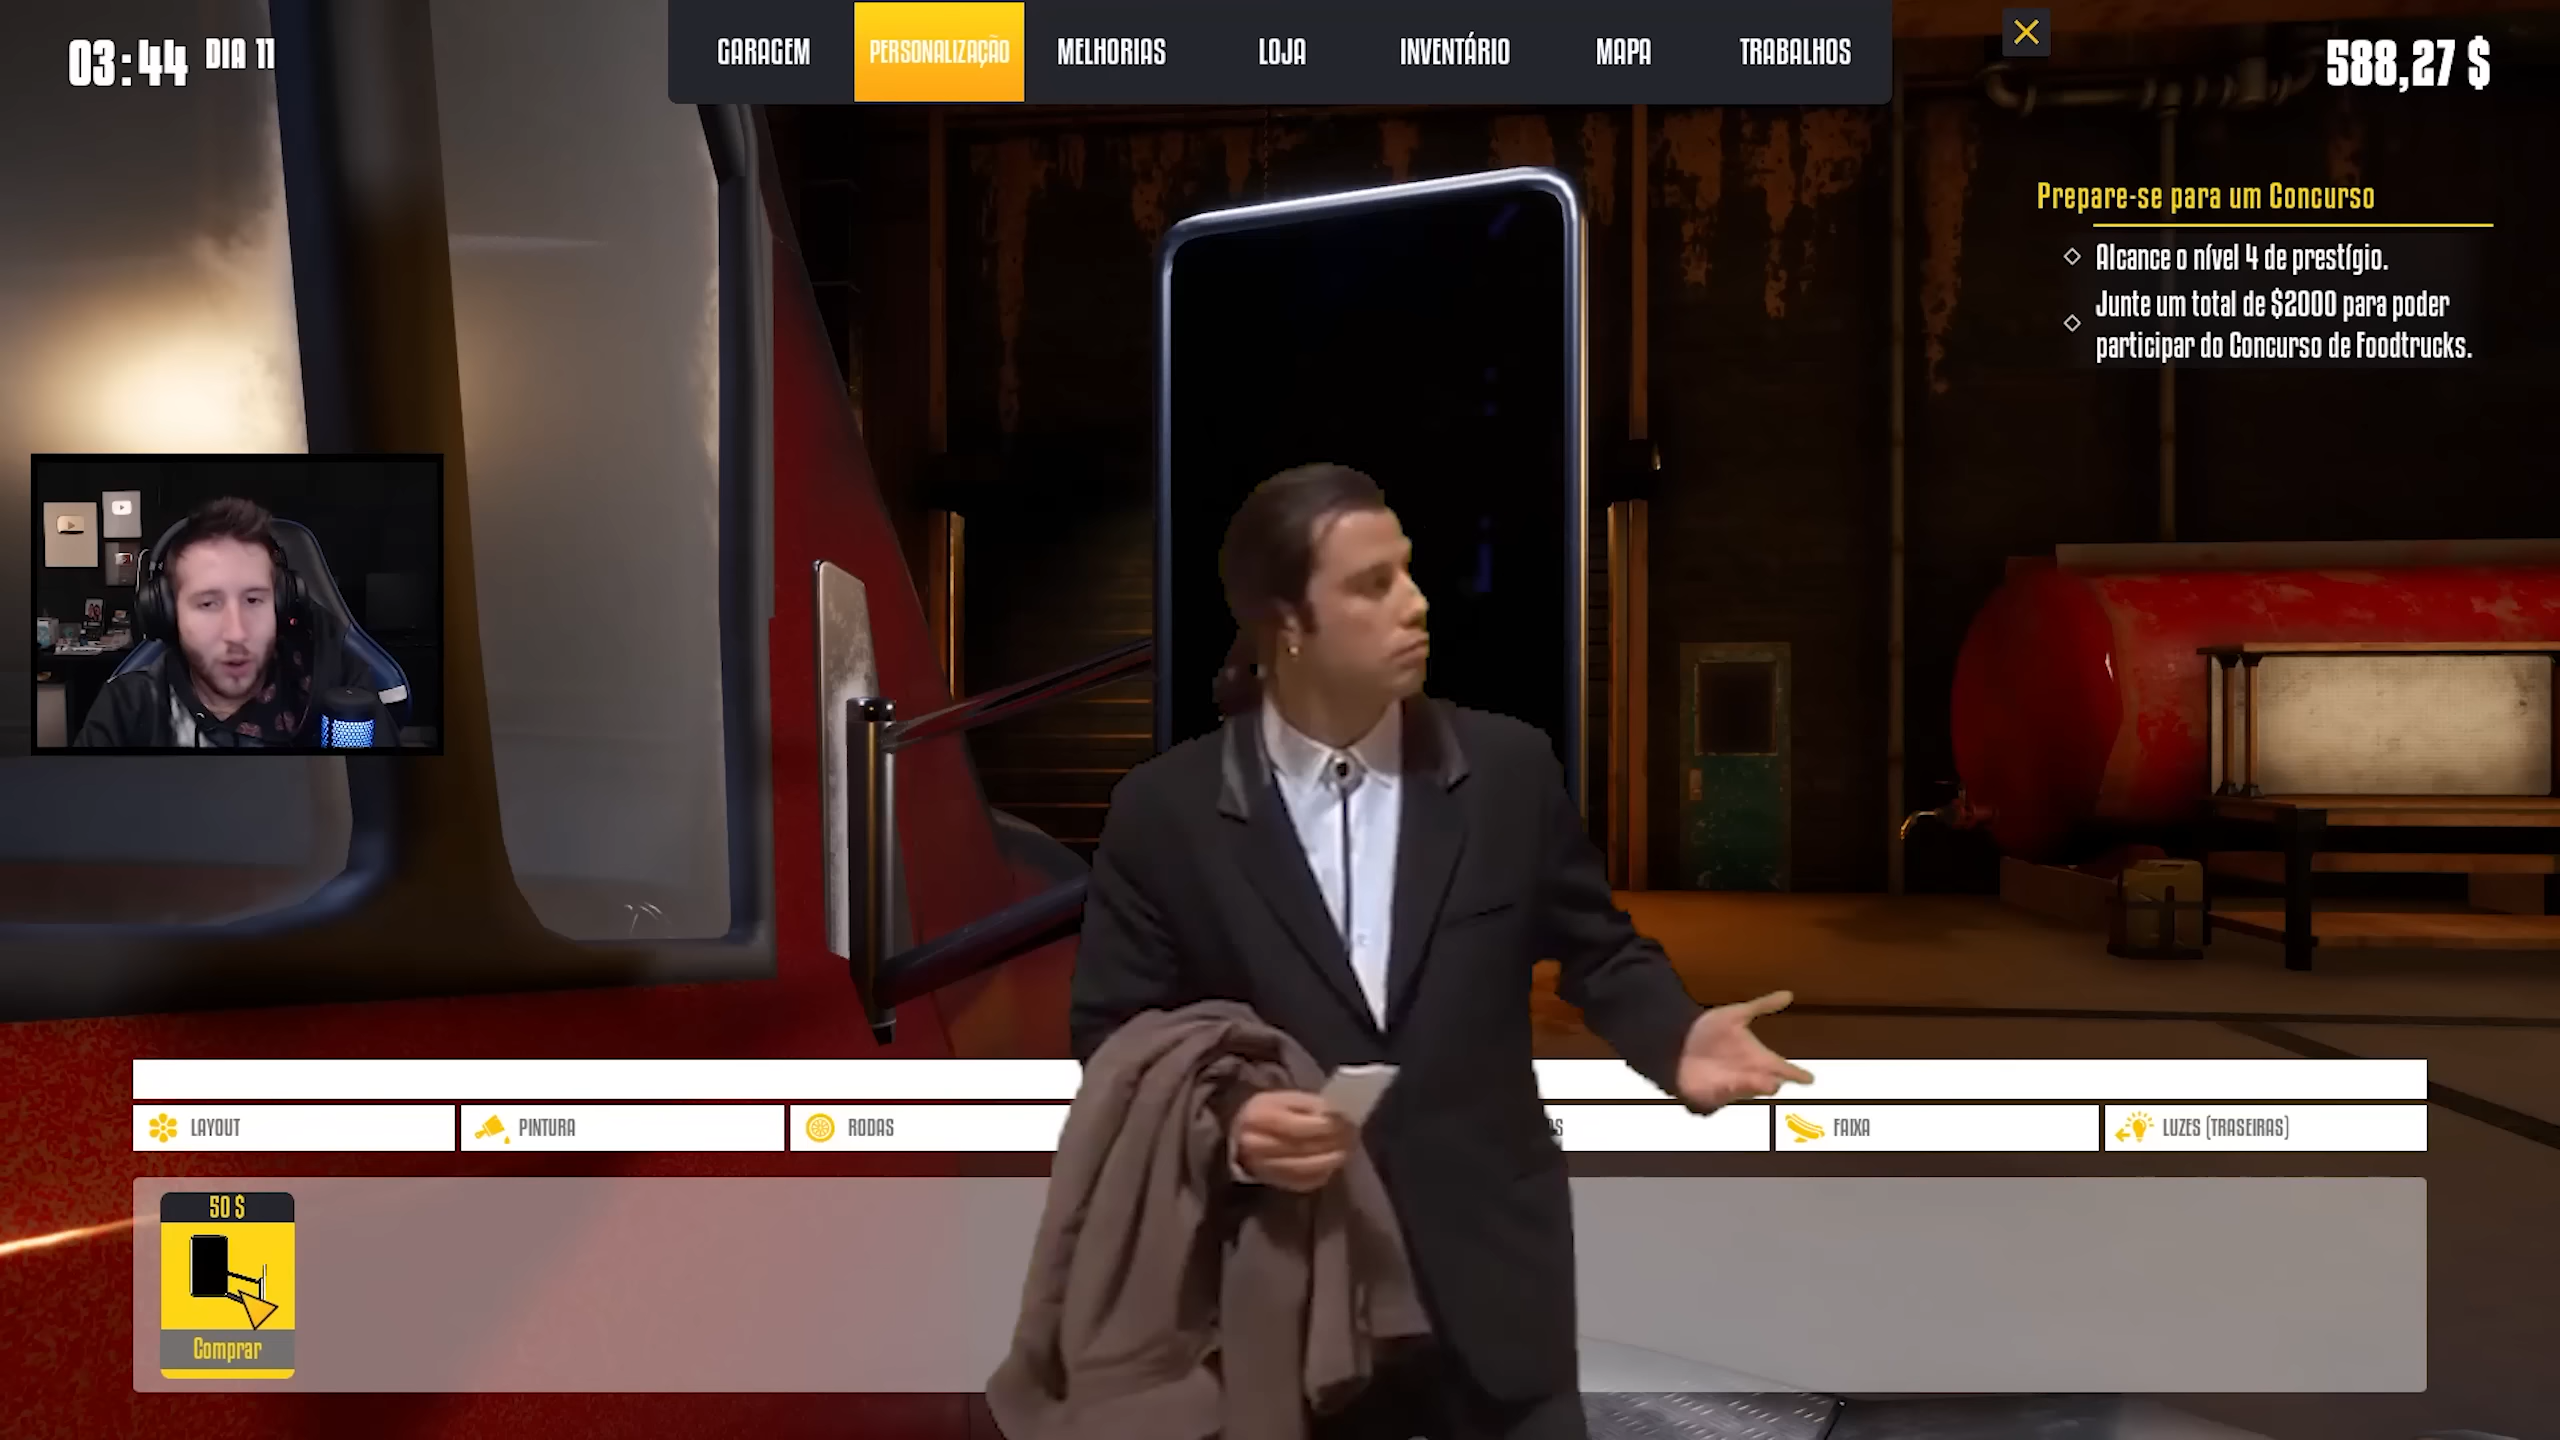 03:44 DIA 11
GARAGEM
PERSONALIZAÇÃO
MELHORIAS
LOJA
INVENTÁRIO
MAPA
TRABALHOS
588,27 $
Prepare-se para um Concurso
Alcance o nível 4 de prestígio.
Junte um total de $2000 para poder
participar do Concurso de Foodtrucks.
LAYOUT
PINTURA
RODAS
FAIXA
LUZES (TRASEIRAS)
50 $
Comprar